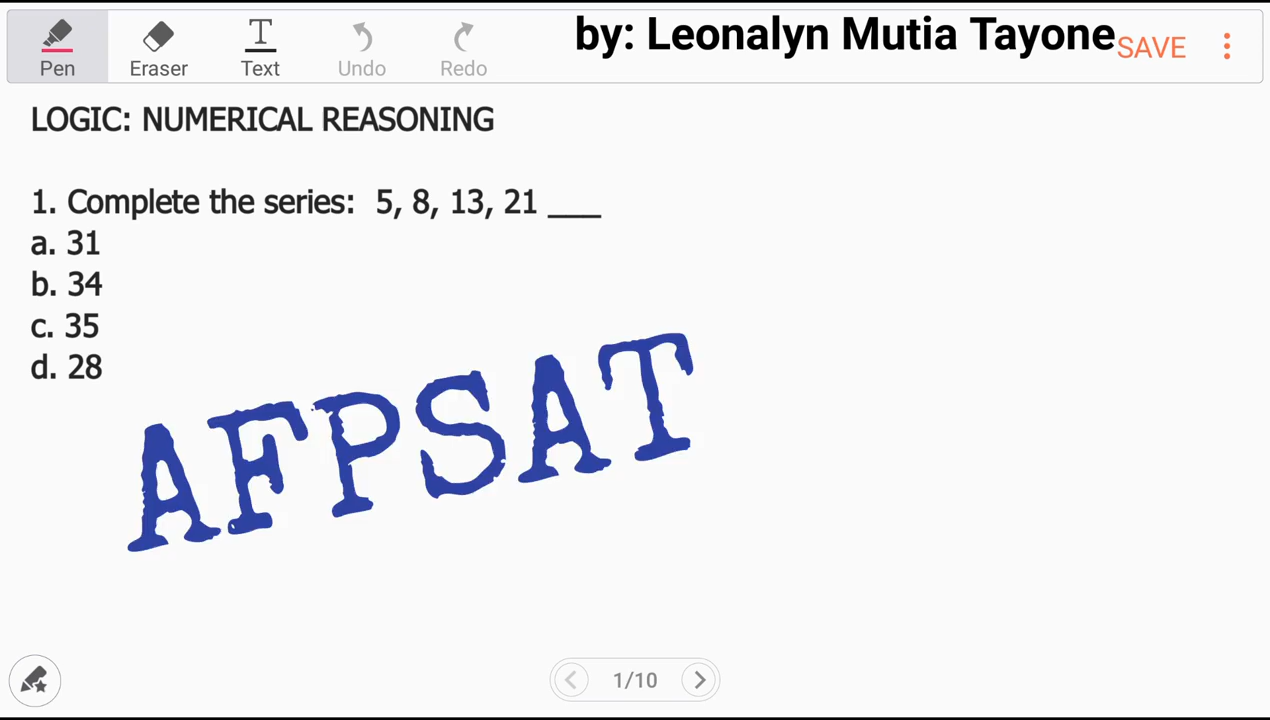 by: Leonalyn Mutia Tayone
Pen Eraser Text Undo Redo SAVE
LOGIC: NUMERICAL REASONING
1. Complete the series: 5, 8, 13, 21 ___
a. 31
b. 34
c. 35
d. 28
AFPSAT
1/10